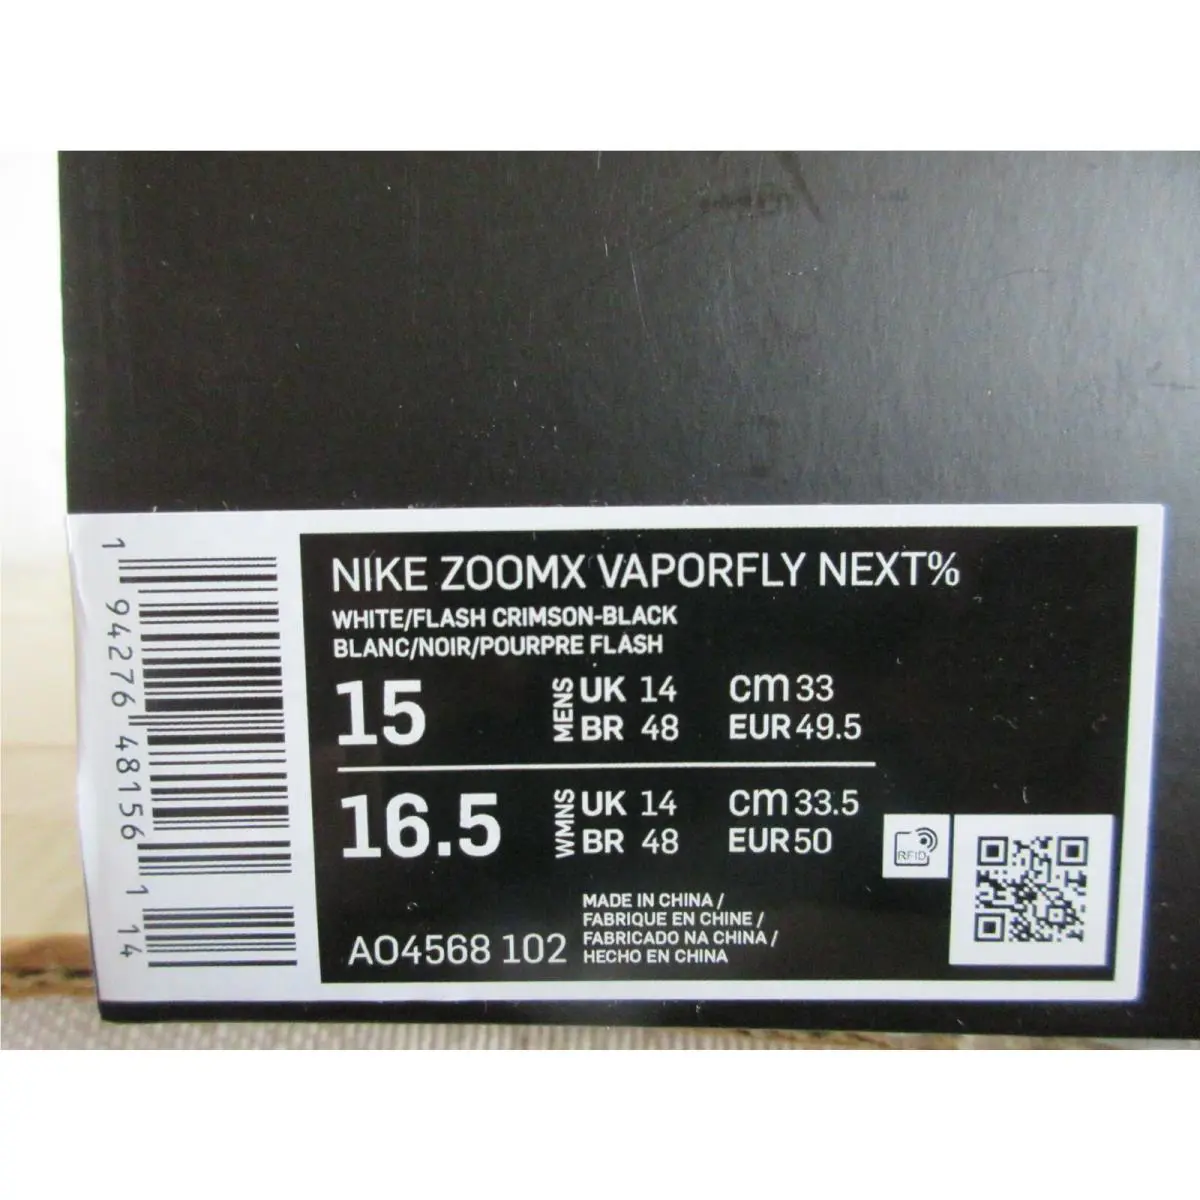 NIKE ZOOMX VAPORFLY NEXT%
WHITE/FLASH CRIMSON-BLACK
BLANC/NOIR/POURPRE FLASH
15 MENS UK 14 cm 33
BR 48 EUR 49.5
16.5 WMNS UK 14 cm 33.5
BR 48 EUR 50
RFID
MADE IN CHINA /
FABRIQUE EN CHINE /
FABRICADO NA CHINA /
HECHO EN CHINA
AO4568 102
1 94276 48156 1 14